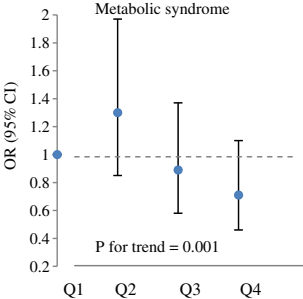 Metabolic syndrome
OR (95% CI)
2
1.8
1.6
1.4
1.2
1
0.8
0.6
0.4
0.2
P for trend = 0.001
Q1 Q2 Q3 Q4